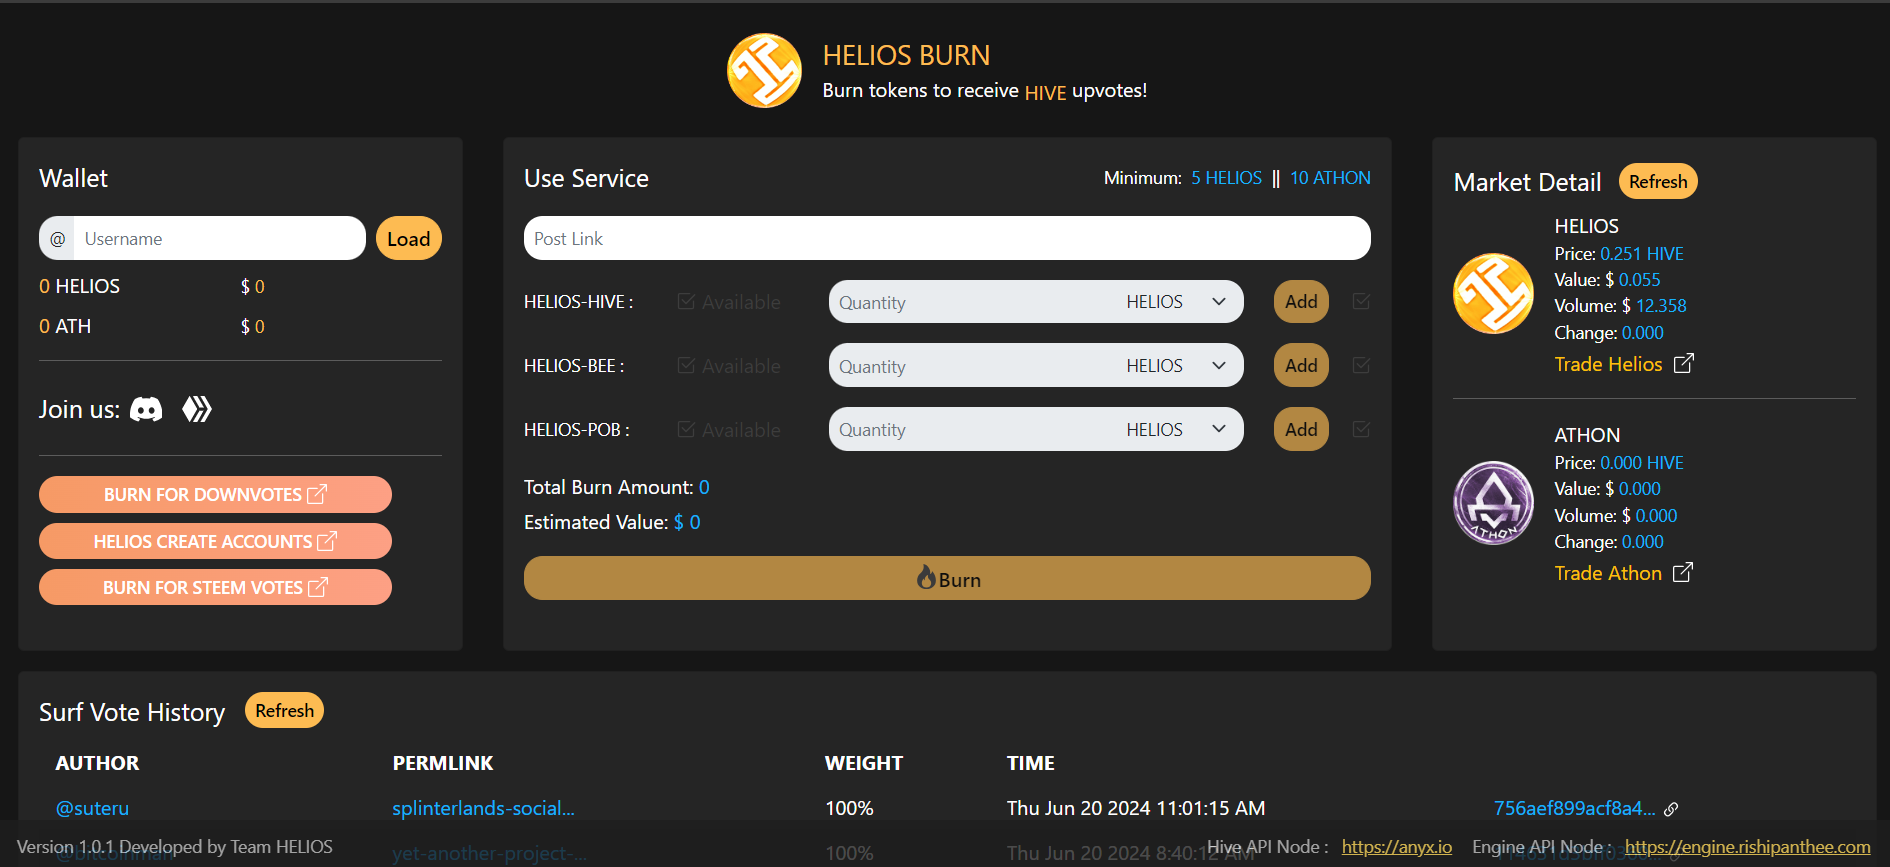 HELIOS BURN
Burn tokens to receive HIVE upvotes!
Wallet
@ Username Load
0 HELIOS $ 0
0 ATH $ 0
Join us:
BURN FOR DOWNVOTES
HELIOS CREATE ACCOUNTS
BURN FOR STEEM VOTES
Use Service Minimum: 5 HELIOS || 10 ATHON
Post Link
HELIOS-HIVE : Available Quantity HELIOS Add
HELIOS-BEE : Available Quantity HELIOS Add
HELIOS-POB : Available Quantity HELIOS Add
Total Burn Amount: 0
Estimated Value: $ 0
Burn
Market Detail Refresh
HELIOS
Price: 0.251 HIVE
Value: $ 0.055
Volume: $ 12.358
Change: 0.000
Trade Helios
ATHON
ATHON
Price: 0.000 HIVE
Value: $ 0.000
Volume: $ 0.000
Change: 0.000
Trade Athon
Surf Vote History Refresh
AUTHOR PERMLINK WEIGHT TIME
@suteru splinterlands-social... 100% Thu Jun 20 2024 11:01:15 AM 756aef899acf8a4...
@bitcoinman yet-another-project-... 100% Thu Jun 20 2024 8:40:12 AM
Version 1.0.1 Developed by Team HELIOS Hive API Node : https://anyx.io Engine API Node : https://engine.rishipanthee.com